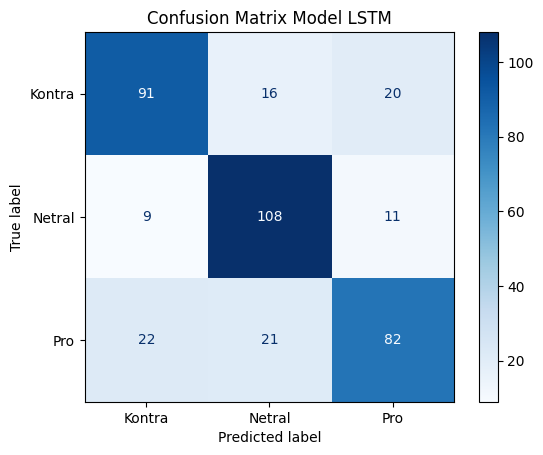 Confusion Matrix Model LSTM
Kontra 91 16 20
Netral 9 108 11
Pro 22 21 82
Kontra Netral Pro
Predicted label
True label
100
80
60
40
20